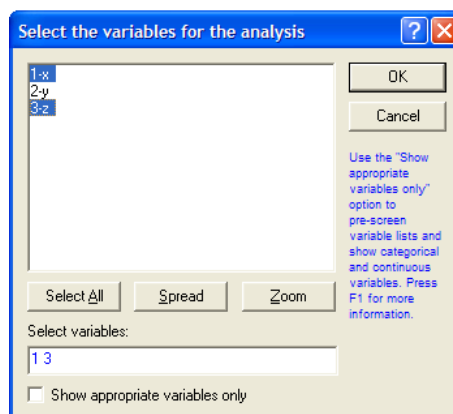 Select the variables for the analysis
1-x
2-y
3-z
OK
Cancel
Use the "Show
appropriate
variables only"
option to
pre-screen
variable lists and
show categorical
and continuous
variables. Press
F1 for more
information.
Select All
Spread
Zoom
Select variables:
1 3
Show appropriate variables only